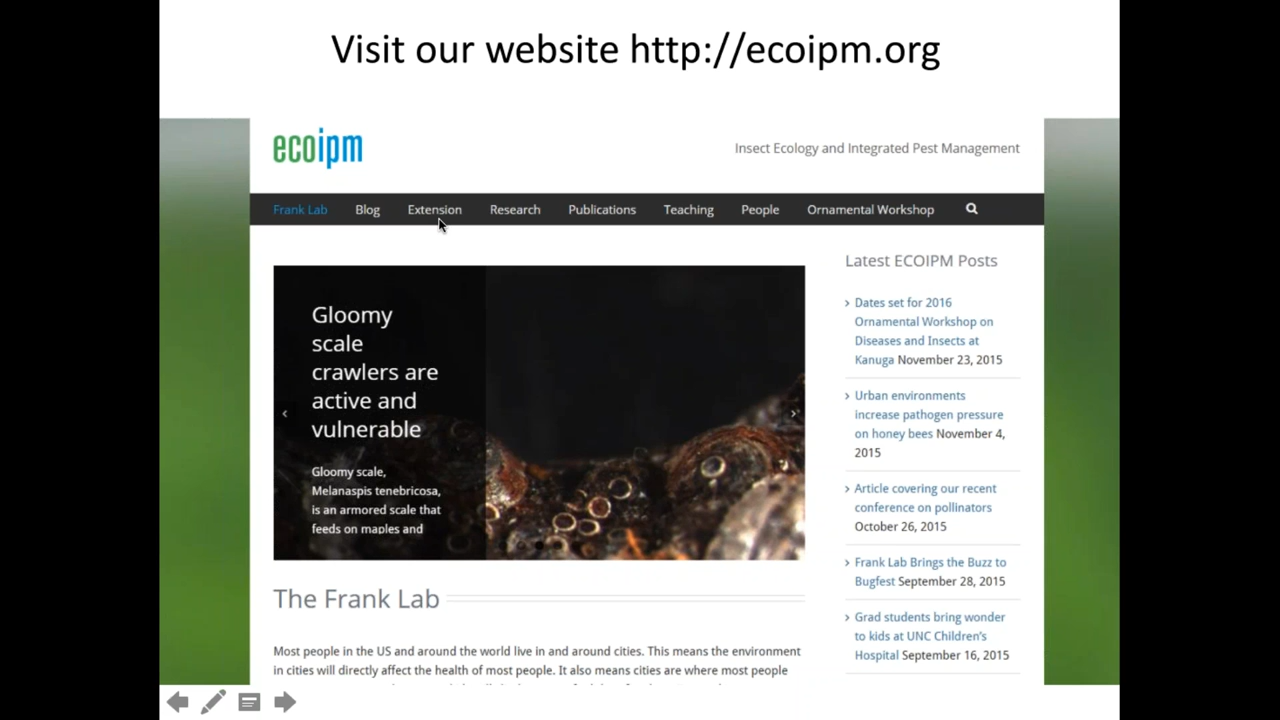 Visit our website http://ecoipm.org
ecoipm
Insect Ecology and Integrated Pest Management
Frank Lab Blog Extension Research Publications Teaching People Ornamental Workshop
Gloomy
scale
crawlers are
active and
vulnerable
Gloomy scale,
Melanaspis tenebricosa,
is an armored scale that
feeds on maples and
The Frank Lab
Most people in the US and around the world live in and around cities. This means the environment
in cities will directly affect the health of most people. It also means cities are where most people
Latest ECOIPM Posts
Dates set for 2016
Ornamental Workshop on
Diseases and Insects at
Kanuga November 23, 2015
Urban environments
increase pathogen pressure
on honey bees November 4,
2015
Article covering our recent
conference on pollinators
October 26, 2015
Frank Lab Brings the Buzz to
Bugfest September 28, 2015
Grad students bring wonder
to kids at UNC Children's
Hospital September 16, 2015